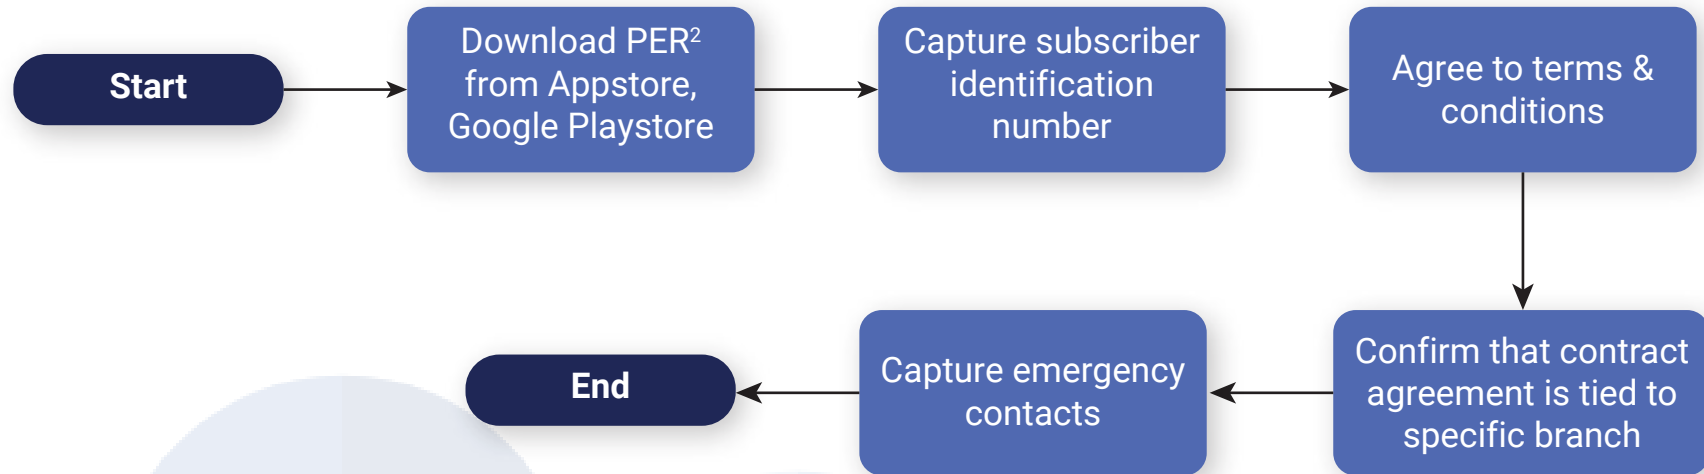 Start
Download PER²
from Appstore,
Google Playstore
Capture subscriber
identification
number
Agree to terms &
conditions
Confirm that contract
agreement is tied to
specific branch
Capture emergency
contacts
End